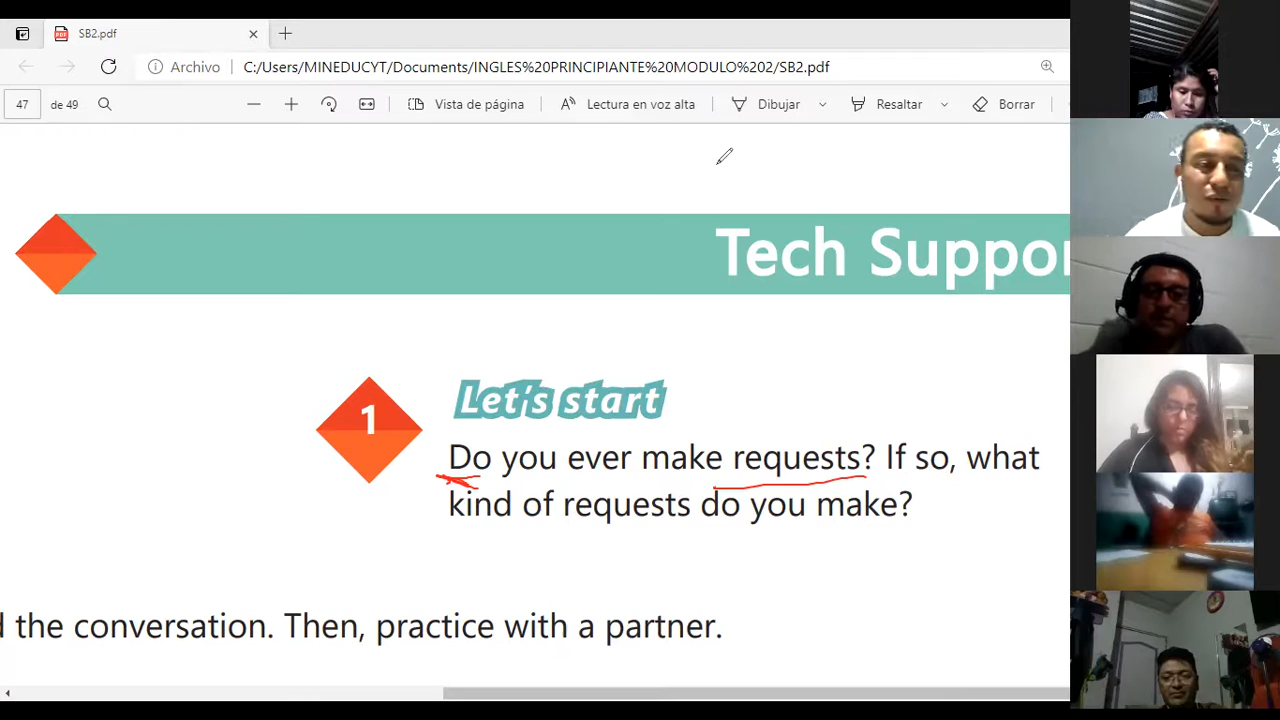 SB2.pdf
Archivo C:/Users/MINEDUCYT/Documents/INGLES%20PRINCIPIANTE%20MODULO%202/SB2.pdf
47 de 49 Vista de página Lectura en voz alta Dibujar Resaltar Borrar
Tech Suppor
1 Let's start
Do you ever make requests? If so, what
kind of requests do you make?
d the conversation. Then, practice with a partner.